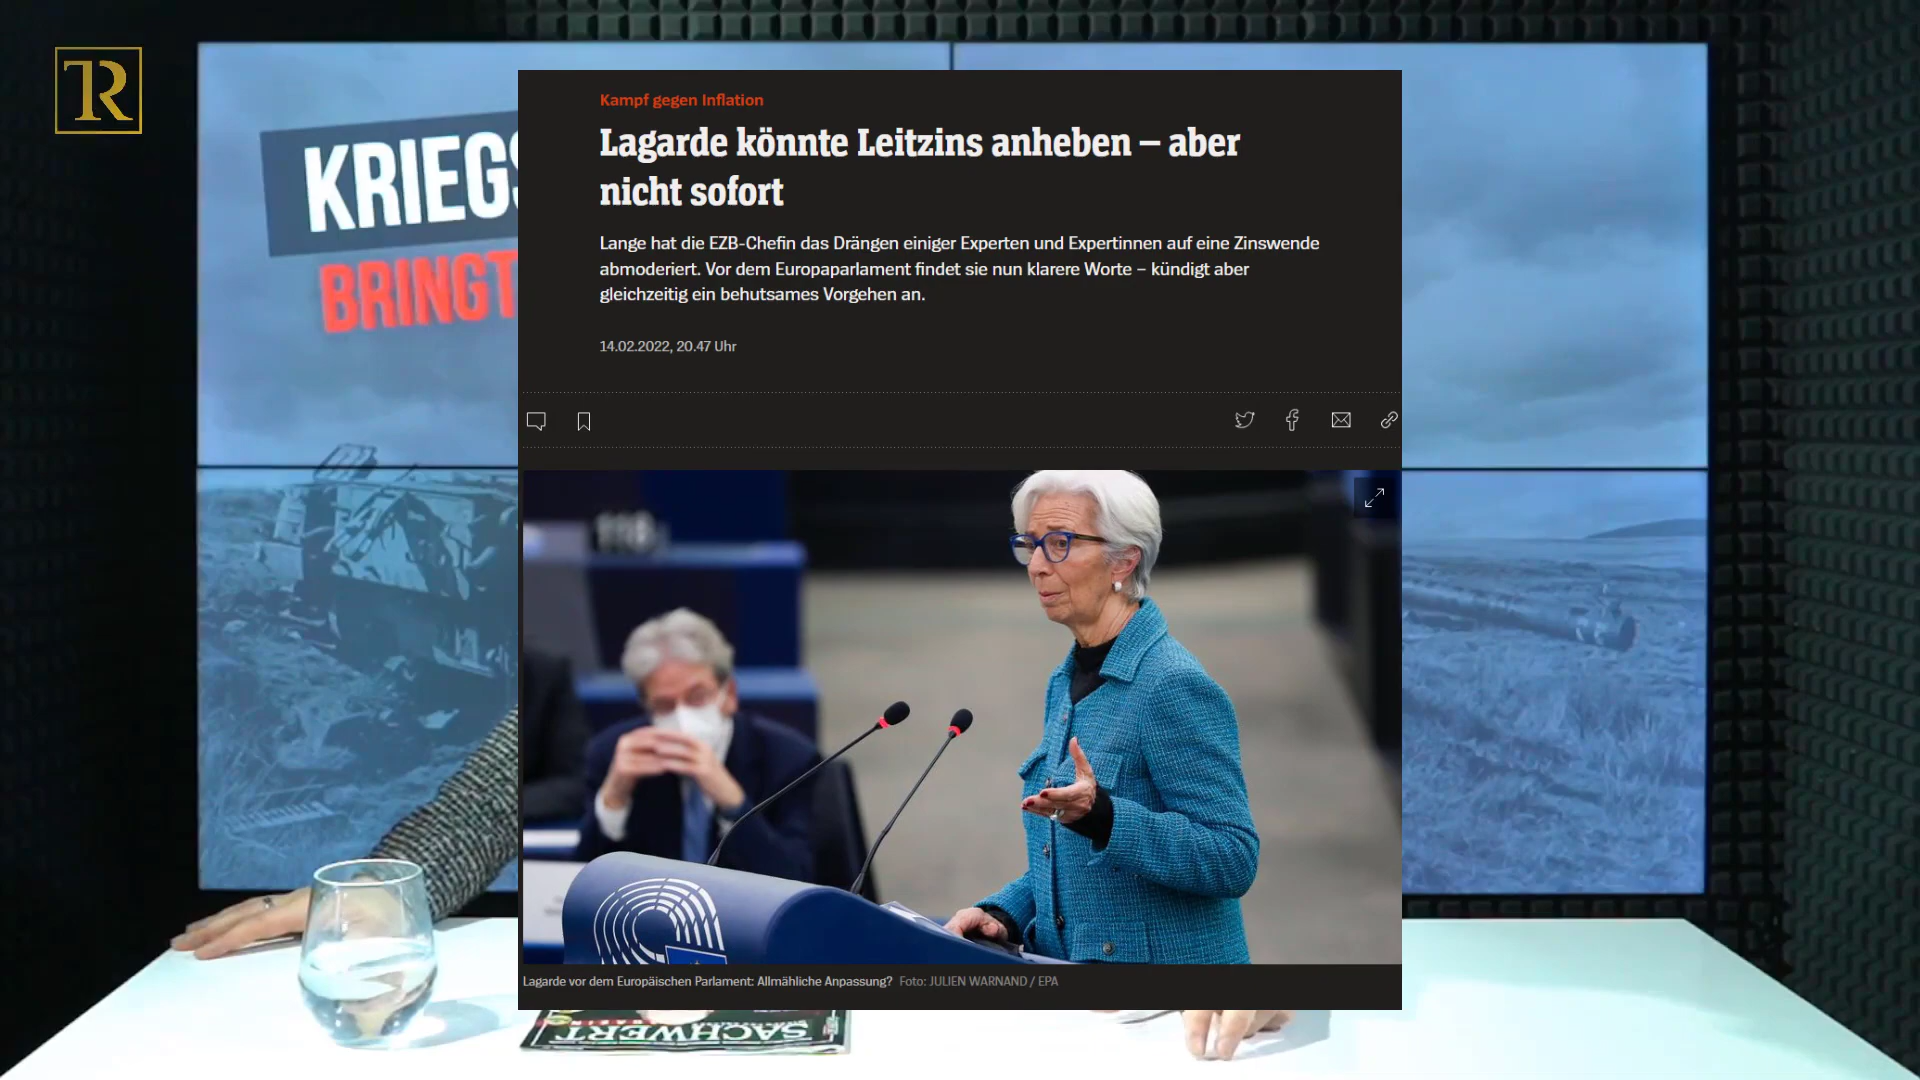 TR
KRIEGS
BRINGT
Kampf gegen Inflation
Lagarde könnte Leitzins anheben – aber
nicht sofort
Lange hat die EZB-Chefin das Drängen einiger Experten und Expertinnen auf eine Zinswende
abmoderiert. Vor dem Europaparlament findet sie nun klarere Worte – kündigt aber
gleichzeitig ein behutsames Vorgehen an.
14.02.2022, 20.47 Uhr
118
Lagarde vor dem Europäischen Parlament: Allmähliche Anpassung? Foto: JULIEN WARNAND / EPA
SACHWERT